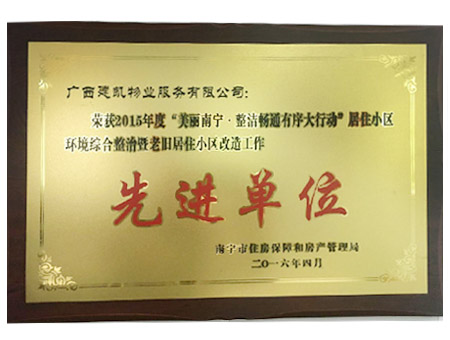 广西建凯物业服务有限公司：
荣获2015年度“美丽南宁·整洁畅通有序大行动”居住小区
环境综合整治暨老旧居住小区改造工作
先进单位
南宁市住房保障和房产管理局
二○一六年四月